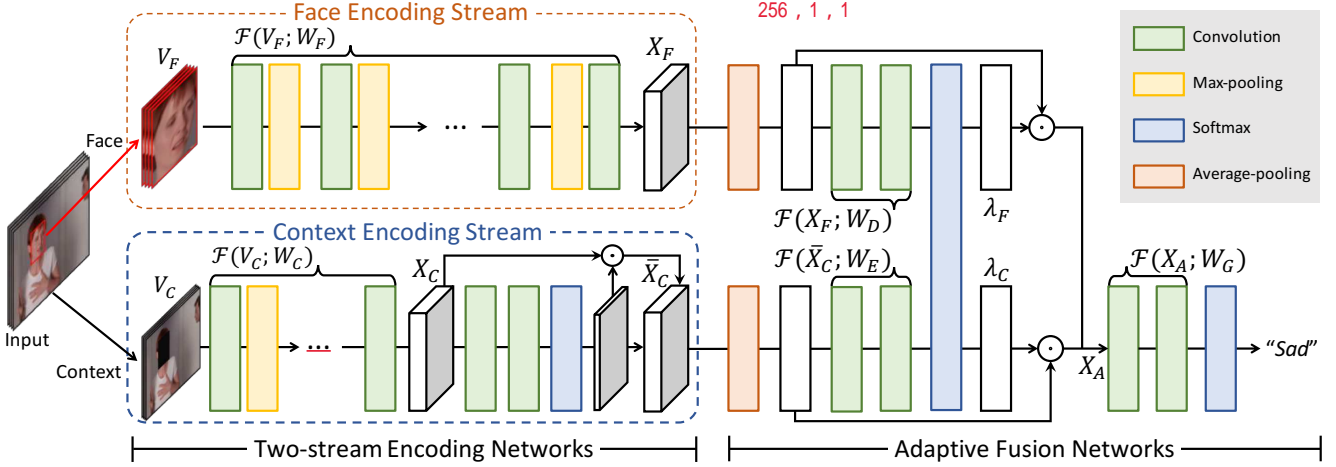 Face Encoding Stream
256 , 1 , 1
ℱ(V_F; W_F)
V_F
X_F
Convolution
Max-pooling
Softmax
Average-pooling
Face
ℱ(X_F; W_D)
λ_F
Context Encoding Stream
ℱ(V_C; W_C)
X_C
X̄_C
ℱ(X̄_C; W_E)
λ_C
ℱ(X_A; W_G)
V_C
...
...
Input
Context
X_A
“Sad”
Two-stream Encoding Networks
Adaptive Fusion Networks